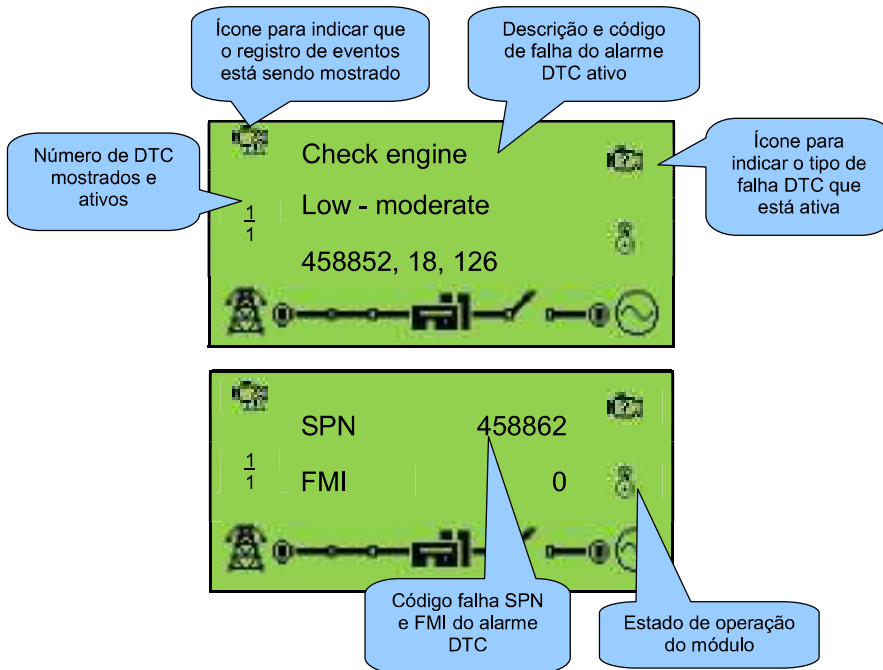 Ícone para indicar que
o registro de eventos
está sendo mostrado
Descrição e código
de falha do alarme
DTC ativo
Número de DTC
mostrados e
ativos
Ícone para
indicar o tipo de
falha DTC que
está ativa
Check engine
Low - moderate
1
1
458852, 18, 126
SPN 458862
1
1
FMI 0
Código falha SPN
e FMI do alarme
DTC
Estado de operação
do módulo